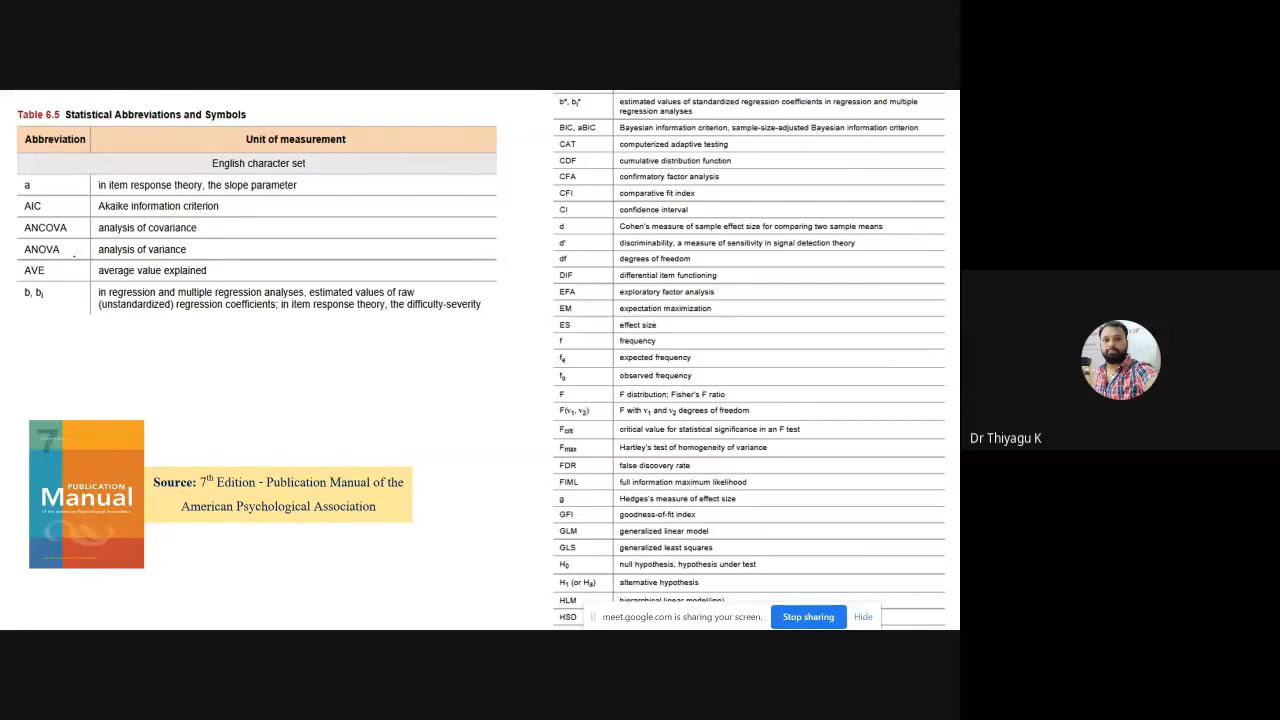 Table 6.5 Statistical Abbreviations and Symbols
Abbreviation Unit of measurement
English character set
a in item response theory, the slope parameter
AIC Akaike information criterion
ANCOVA analysis of covariance
ANOVA analysis of variance
AVE average value explained
b, bi in regression and multiple regression analyses, estimated values of raw
(unstandardized) regression coefficients; in item response theory, the difficulty-severity
7
PUBLICATION
Manual
of the American Psychological Association
Source: 7th Edition - Publication Manual of the
American Psychological Association
b*, bi* estimated values of standardized regression coefficients in regression and multiple
regression analyses
BIC, aBIC Bayesian information criterion, sample-size-adjusted Bayesian information criterion
CAT computerized adaptive testing
CDF cumulative distribution function
CFA confirmatory factor analysis
CFI comparative fit index
CI confidence interval
d Cohen's measure of sample effect size for comparing two sample means
d' discriminability, a measure of sensitivity in signal detection theory
df degrees of freedom
DIF differential item functioning
EFA exploratory factor analysis
EM expectation maximization
ES effect size
f frequency
fe expected frequency
fo observed frequency
F F distribution; Fisher's F ratio
F(v1, v2) F with v1 and v2 degrees of freedom
Fcrit critical value for statistical significance in an F test
Fmax Hartley's test of homogeneity of variance
FDR false discovery rate
FIML full information maximum likelihood
g Hedges's measure of effect size
GFI goodness-of-fit index
GLM generalized linear model
GLS generalized least squares
H0 null hypothesis, hypothesis under test
H1 (or Ha) alternative hypothesis
HLM hierarchical linear model(ing)
HSD
meet.google.com is sharing your screen. Stop sharing Hide
Dr Thiyagu K